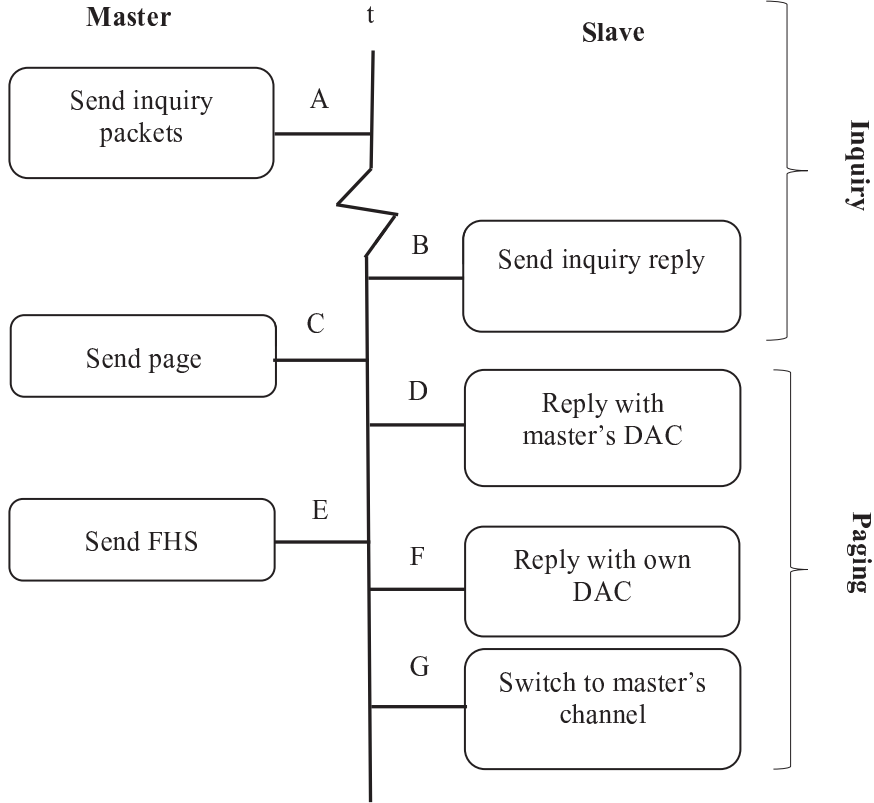 Master
t
Slave
Send inquiry
packets
A
Inquiry
B
Send inquiry reply
C
Send page
D
Reply with
master’s DAC
E
Send FHS
F
Reply with own
DAC
Paging
G
Switch to master’s
channel